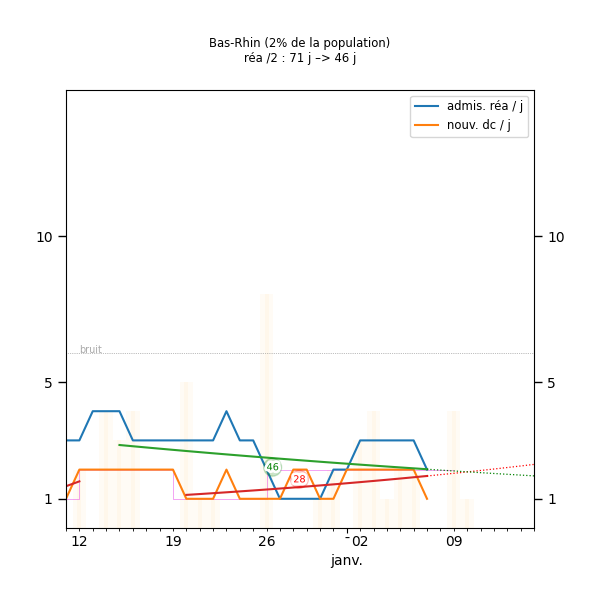 Bas-Rhin (2% de la population)
réa /2 : 71 j –> 46 j
admis. réa / j
nouv. dc / j
10
10
bruit
5
5
46
28
1
1
12
19
26
02
09
janv.